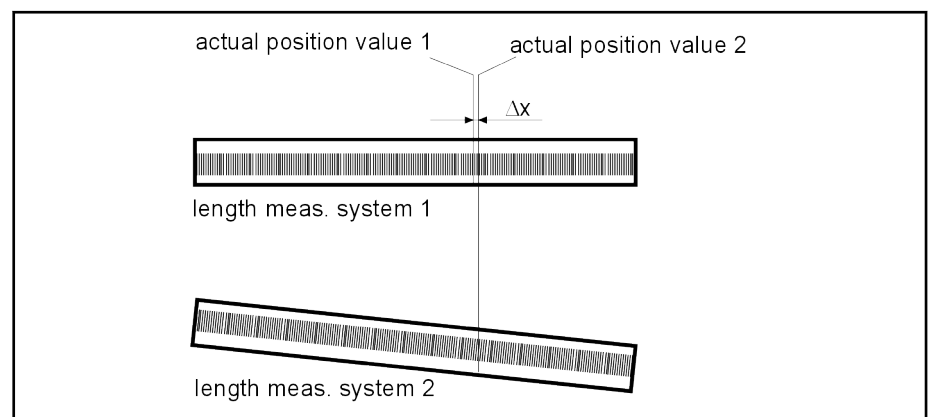 actual position value 1
actual position value 2
Δx
length meas. system 1
length meas. system 2